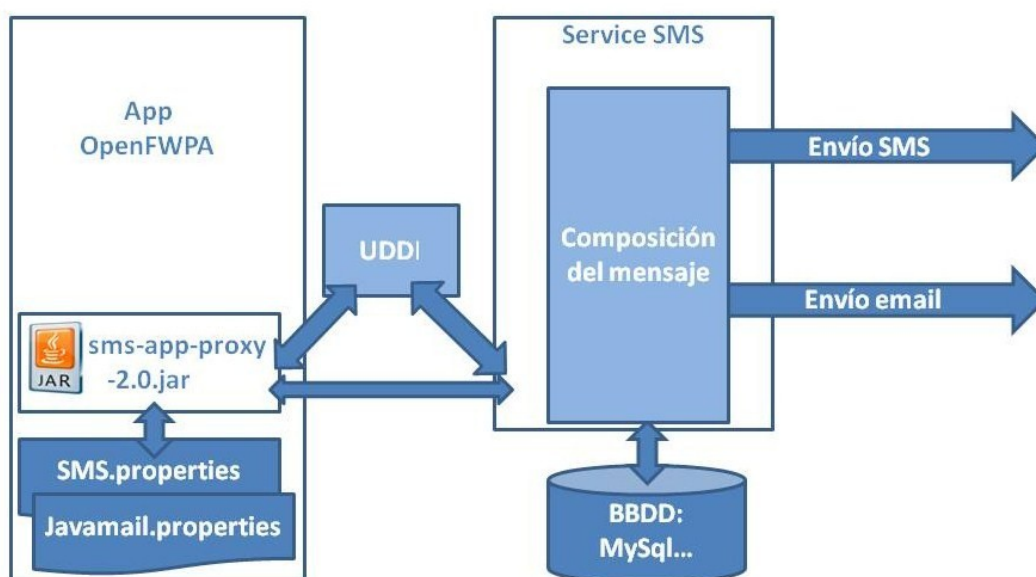 App
OpenFWPA
Service SMS
UDDI
Composición
del mensaje
Envío SMS
Envío email
sms-app-proxy
-2.0.jar
JAR
SMS.properties
Javamail.properties
BBDD:
MySql...